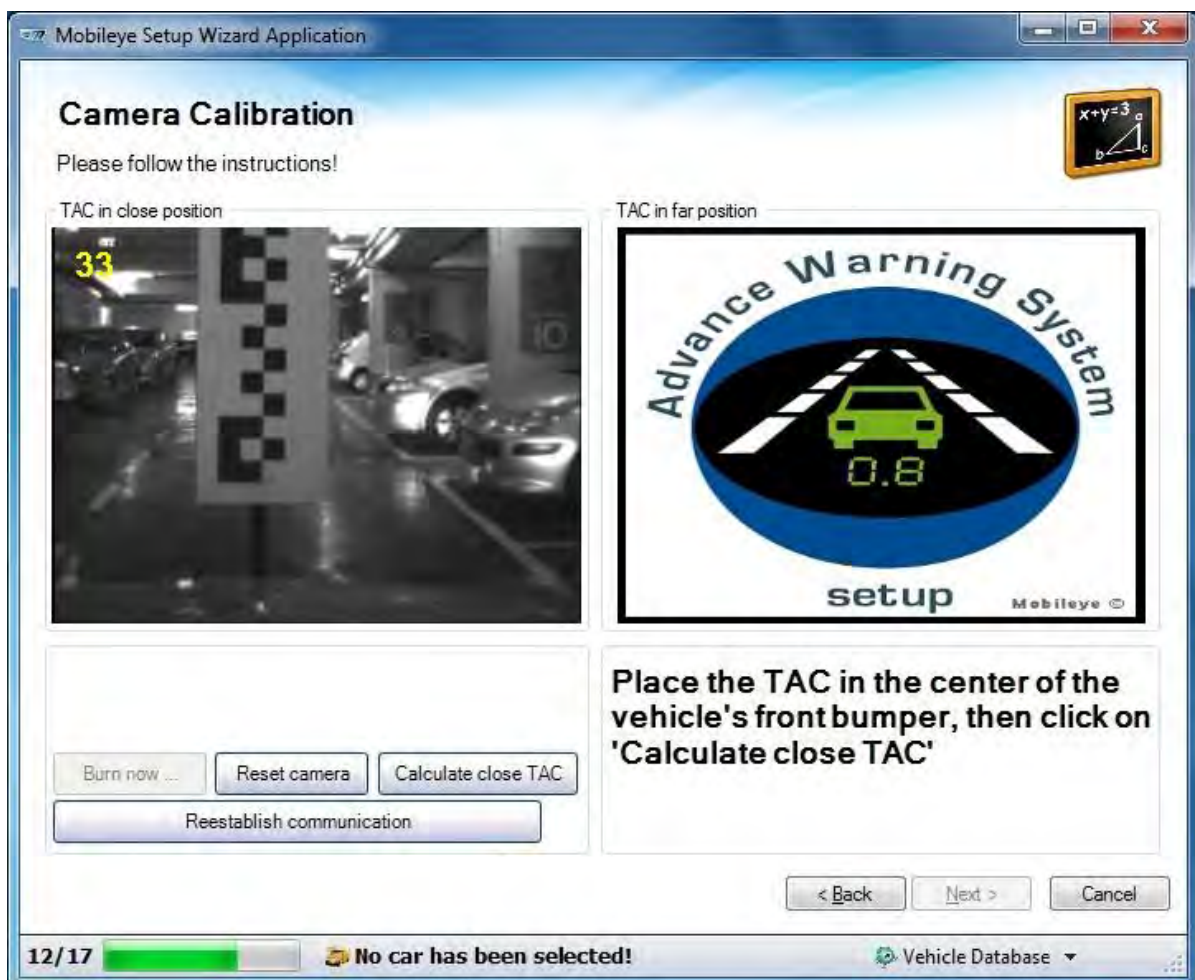 Mobileye Setup Wizard Application
Camera Calibration
x+y=3
a
b
c
Please follow the instructions!
TAC in close position
TAC in far position
33
Advance Warning System
0.8
setup
Mobileye ©
Place the TAC in the center of the
vehicle's front bumper, then click on
'Calculate close TAC'
Burn now ...
Reset camera
Calculate close TAC
Reestablish communication
< Back
Next >
Cancel
12/17
No car has been selected!
Vehicle Database